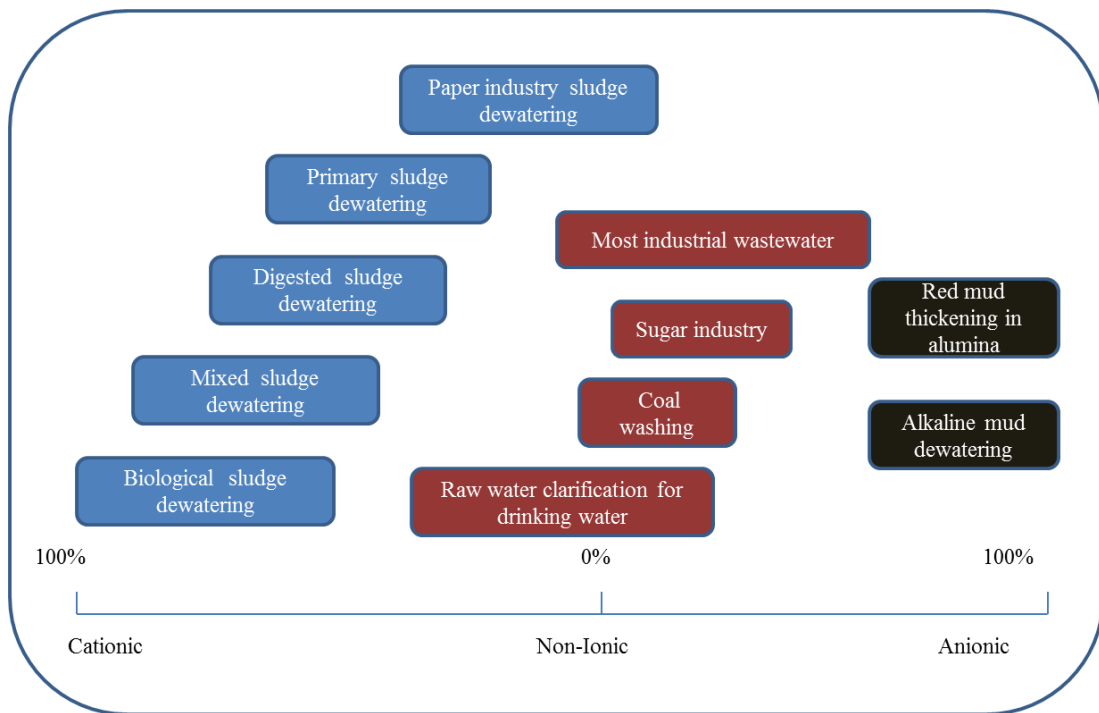 Paper industry sludge
dewatering
Primary sludge
dewatering
Most industrial wastewater
Digested sludge
dewatering
Red mud
thickening in
alumina
Sugar industry
Mixed sludge
dewatering
Coal
washing
Alkaline mud
dewatering
Biological sludge
dewatering
Raw water clarification for
drinking water
100%
0%
100%
Cationic
Non-Ionic
Anionic